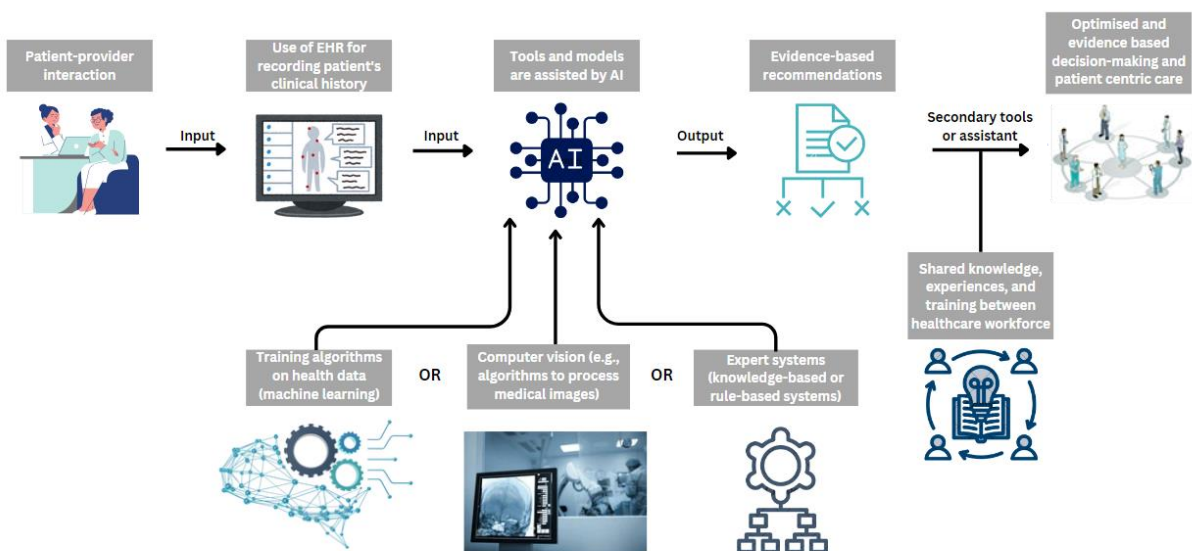 Patient-provider
interaction
Use of EHR for
recording patient's
clinical history
Tools and models
are assisted by AI
Evidence-based
recommendations
Optimised and
evidence based
decision-making and
patient centric care
Input
Input
AI
Output
Secondary tools
or assistant
Shared knowledge,
experiences, and
training between
healthcare workforce
Training algorithms
on health data
(machine learning)
OR
Computer vision (e.g.,
algorithms to process
medical images)
OR
Expert systems
(knowledge-based or
rule-based systems)